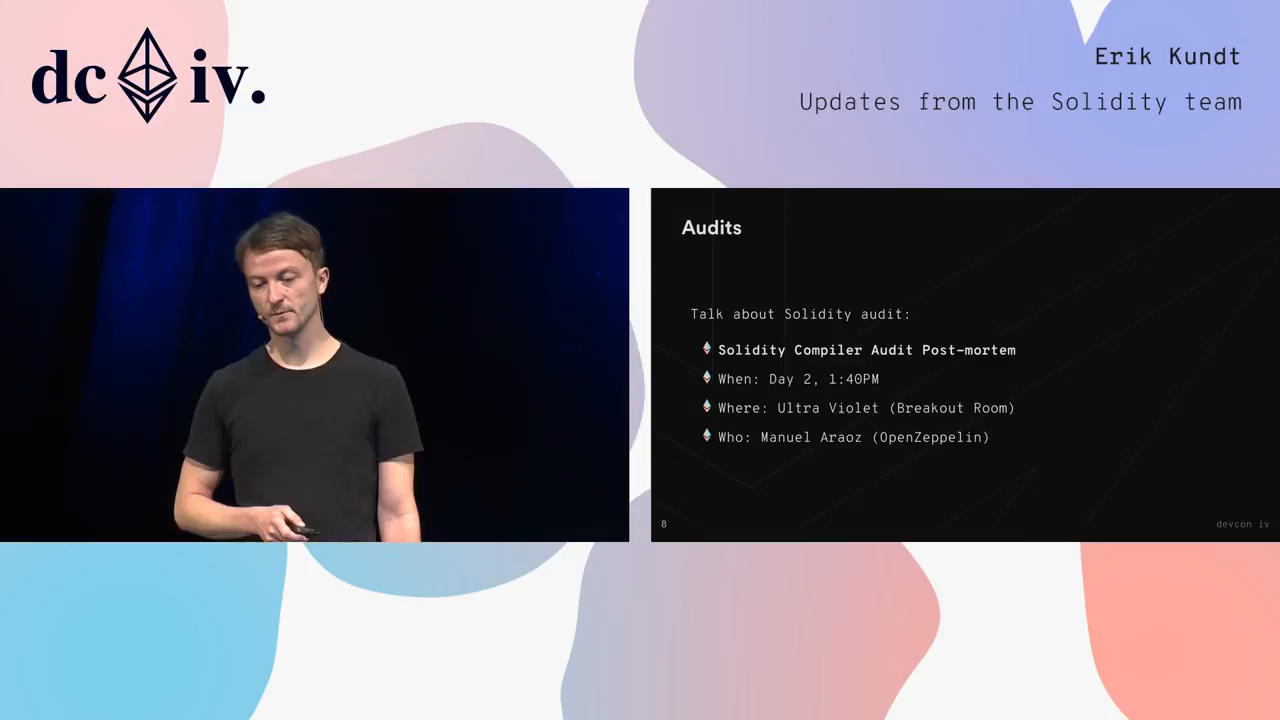 dc iv.
Erik Kundt
Updates from the Solidity team
Audits
Talk about Solidity audit:
Solidity Compiler Audit Post-mortem
When: Day 2, 1:40PM
Where: Ultra Violet (Breakout Room)
Who: Manuel Araoz (OpenZeppelin)
8
devcon iv